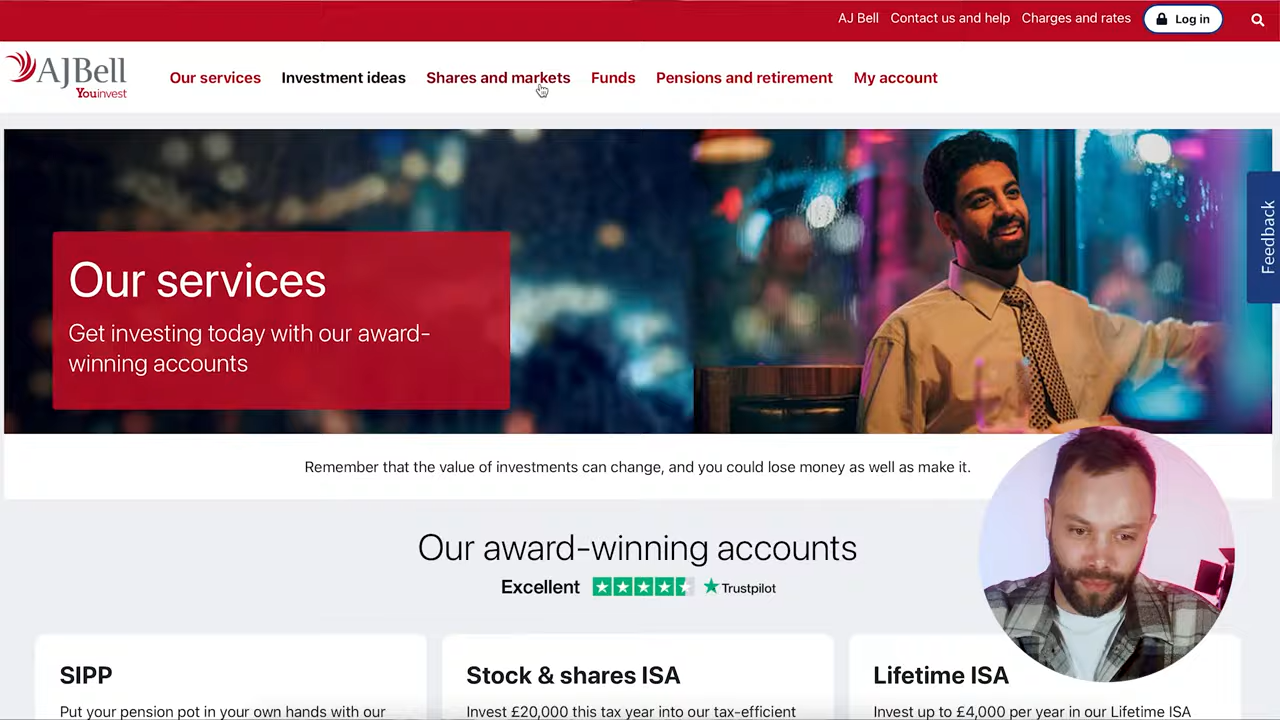 AJ Bell Contact us and help Charges and rates Log in
AJBell
Youinvest
Our services Investment ideas Shares and markets Funds Pensions and retirement My account
Our services
Get investing today with our award-
winning accounts
Feedback
Remember that the value of investments can change, and you could lose money as well as make it.
Our award-winning accounts
Excellent Trustpilot
SIPP
Put your pension pot in your own hands with our
Stock & shares ISA
Invest £20,000 this tax year into our tax-efficient
Lifetime ISA
Invest up to £4,000 per year in our Lifetime ISA